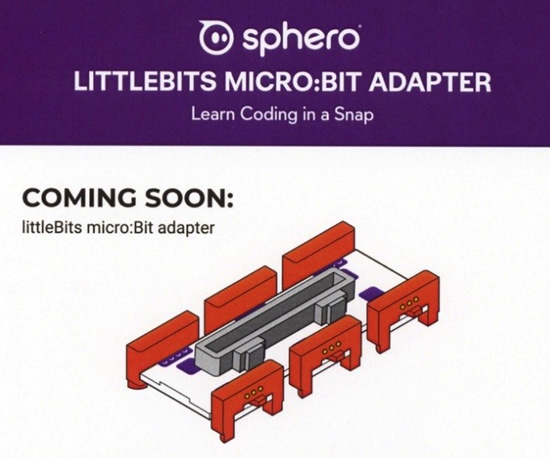 sphero
LITTLEBITS MICRO:BIT ADAPTER
Learn Coding in a Snap
COMING SOON:
littleBits micro:Bit adapter